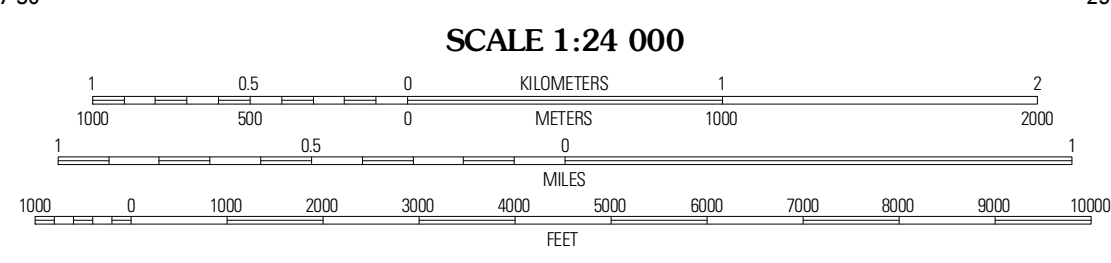 SCALE 1:24 000
1 0.5 0 KILOMETERS 1 2
1000 500 0 METERS 1000 2000
1 0.5 0 1
MILES
1000 0 1000 2000 3000 4000 5000 6000 7000 8000 9000 10000
FEET